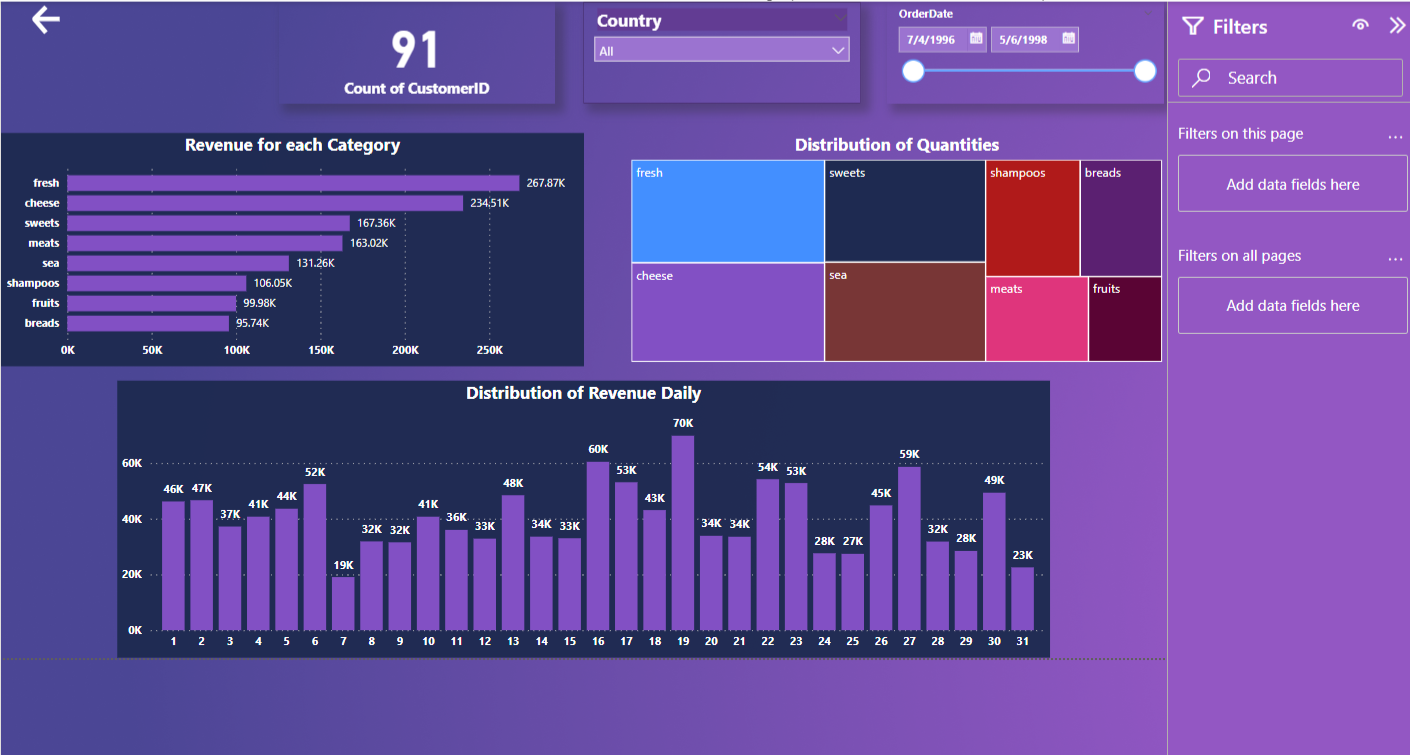 91
Count of CustomerID
Country
All
OrderDate
7/4/1996 5/6/1998
Filters
Search
Filters on this page ...
Add data fields here
Filters on all pages ...
Add data fields here
Revenue for each Category
fresh 267.87K
cheese 234.51K
sweets 167.36K
meats 163.02K
sea 131.26K
shampoos 106.05K
fruits 99.98K
breads 95.74K
0K 50K 100K 150K 200K 250K
Distribution of Quantities
fresh sweets shampoos breads
cheese sea meats fruits
Distribution of Revenue Daily
60K
40K
20K
0K
46K 47K 37K 41K 44K 52K 19K 32K 32K 41K 36K 33K 48K 34K 33K 60K 53K 43K 70K 34K 34K 54K 53K 28K 27K 45K 59K 32K 28K 49K 23K
1 2 3 4 5 6 7 8 9 10 11 12 13 14 15 16 17 18 19 20 21 22 23 24 25 26 27 28 29 30 31